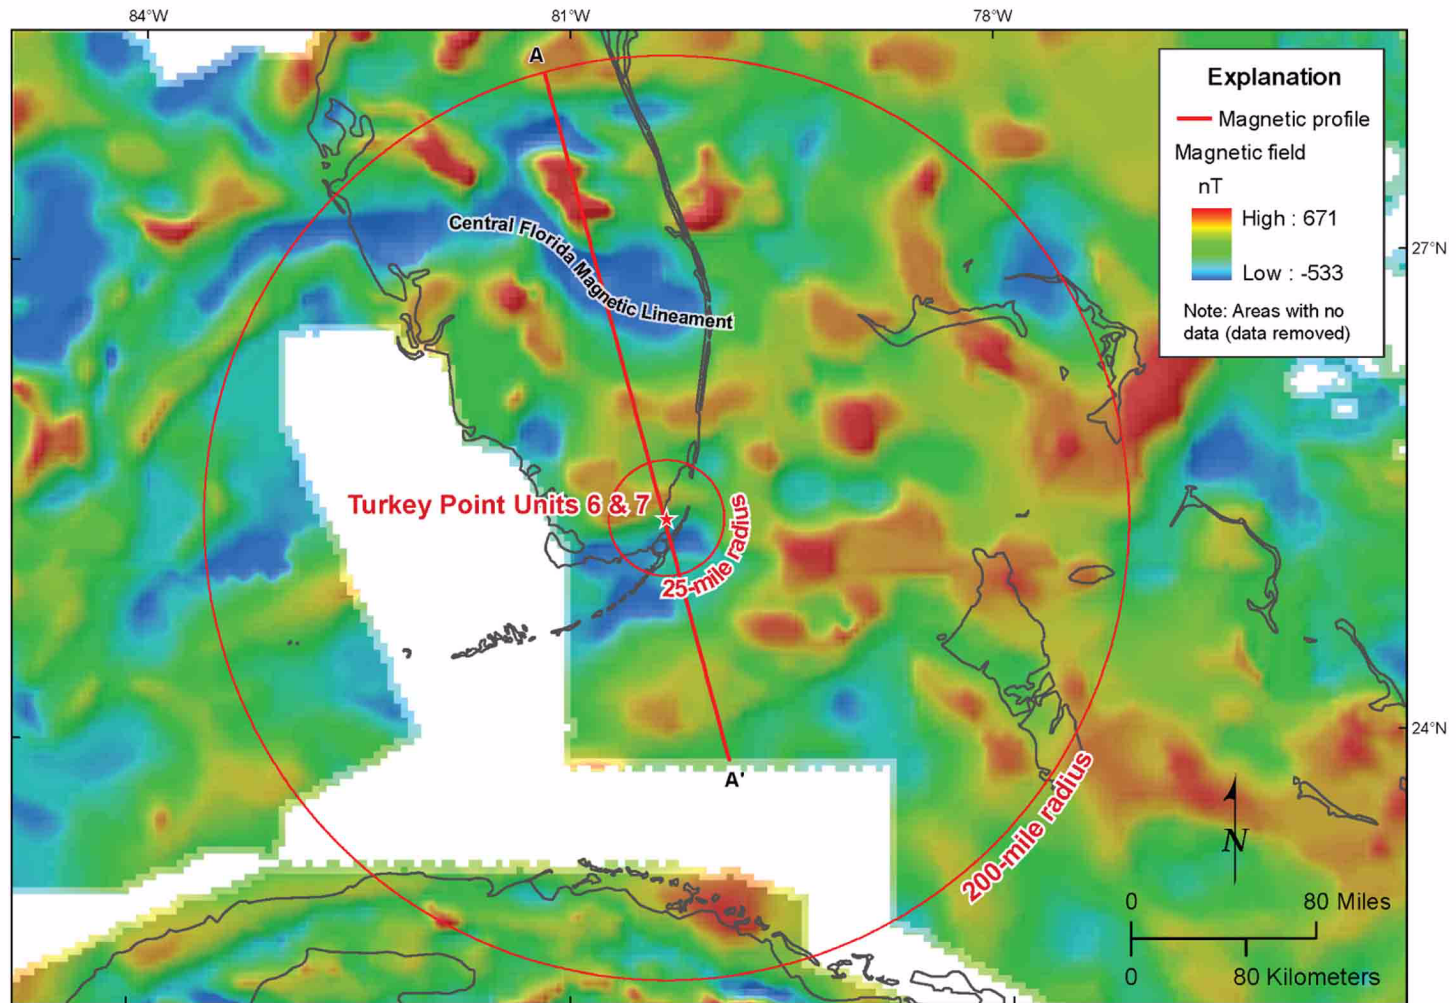 84°W
81°W
78°W
A
Explanation
Magnetic profile
Magnetic field
nT
High : 671
Low : -533
Note: Areas with no
data (data removed)
27°N
Central Florida Magnetic Lineament
Turkey Point Units 6 & 7
25-mile radius
24°N
A'
200-mile radius
N
0
80 Miles
0
80 Kilometers